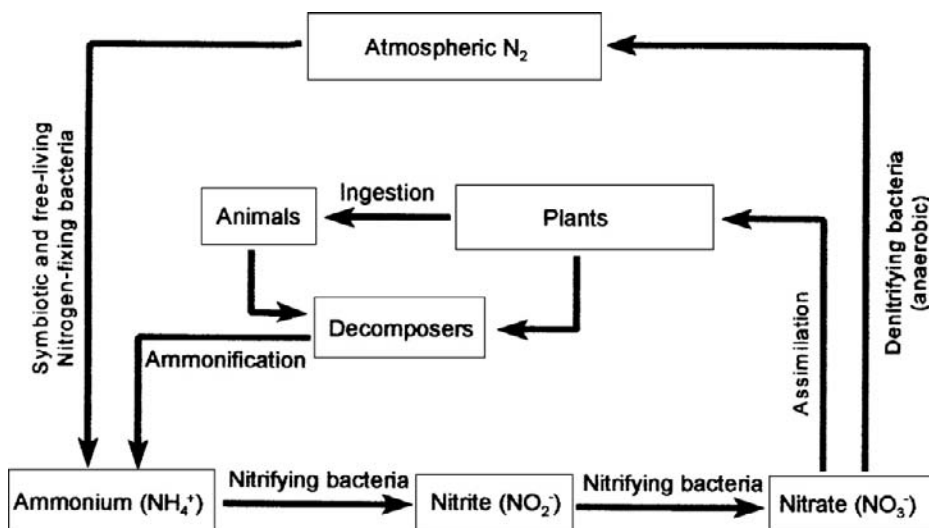 Atmospheric N₂
Symbiotic and free-living
Nitrogen-fixing bacteria
Ingestion
Animals
Plants
Decomposers
Ammonification
Assimilation
Denitrifying bacteria
(anaerobic)
Ammonium (NH₄⁺)
Nitrifying bacteria
Nitrite (NO₂⁻)
Nitrifying bacteria
Nitrate (NO₃⁻)